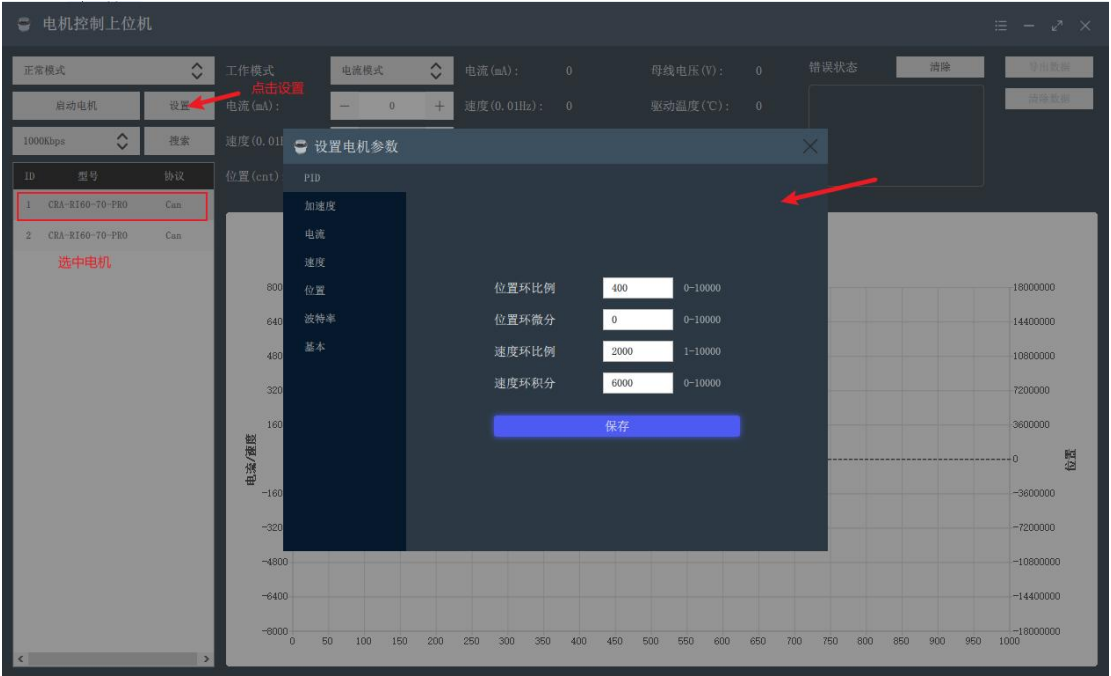 电机控制上位机
正常模式
工作模式
电流模式
电流(mA): 0
母线电压(V): 0
错误状态
清除
导出数据
点击设置
启动电机
设置
电流(mA):
− 0 +
速度(0.01Hz): 0
驱动温度(℃): 0
清除数据
1000Kbps
搜索
速度(0.01
设置电机参数
ID 型号 协议
位置(cnt)
1 CRA-RI60-70-PRO Can
2 CRA-RI60-70-PRO Can
选中电机
PID
加速度
电流
速度
位置
波特率
基本
位置环比例 400 0-10000
位置环微分 0 0-10000
速度环比例 2000 1-10000
速度环积分 6000 0-10000
保存
电流/速度
800
640
480
320
160
-160
-320
-4800
-6400
-8000
0 50 100 150 200 250 300 350 400 450 500 550 600 650 700 750 800 850 900 950 1000
18000000
14400000
10800000
7200000
3600000
0
-3600000
-7200000
-10800000
-14400000
-18000000
位置